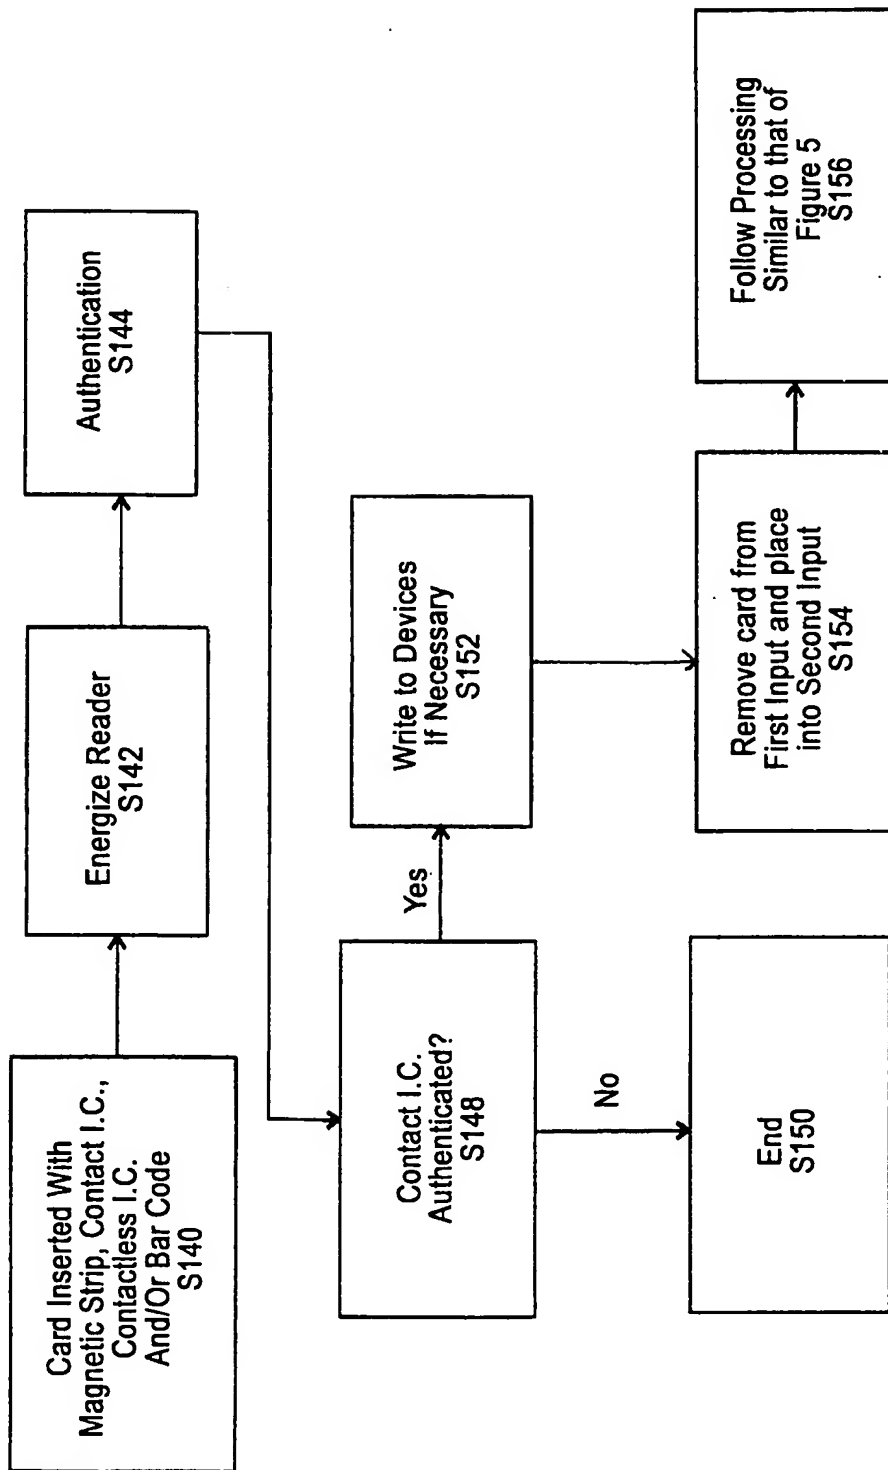 Card Inserted With
Magnetic Strip, Contact I.C.,
Contactless I.C.
And/Or Bar Code
S140
Energize Reader
S142
Authentication
S144
Contact I.C.
Authenticated?
S148
Yes
No
End
S150
Write to Devices
If Necessary
S152
Remove card from
First Input and place
into Second Input
S154
Follow Processing
Similar to that of
Figure 5
S156